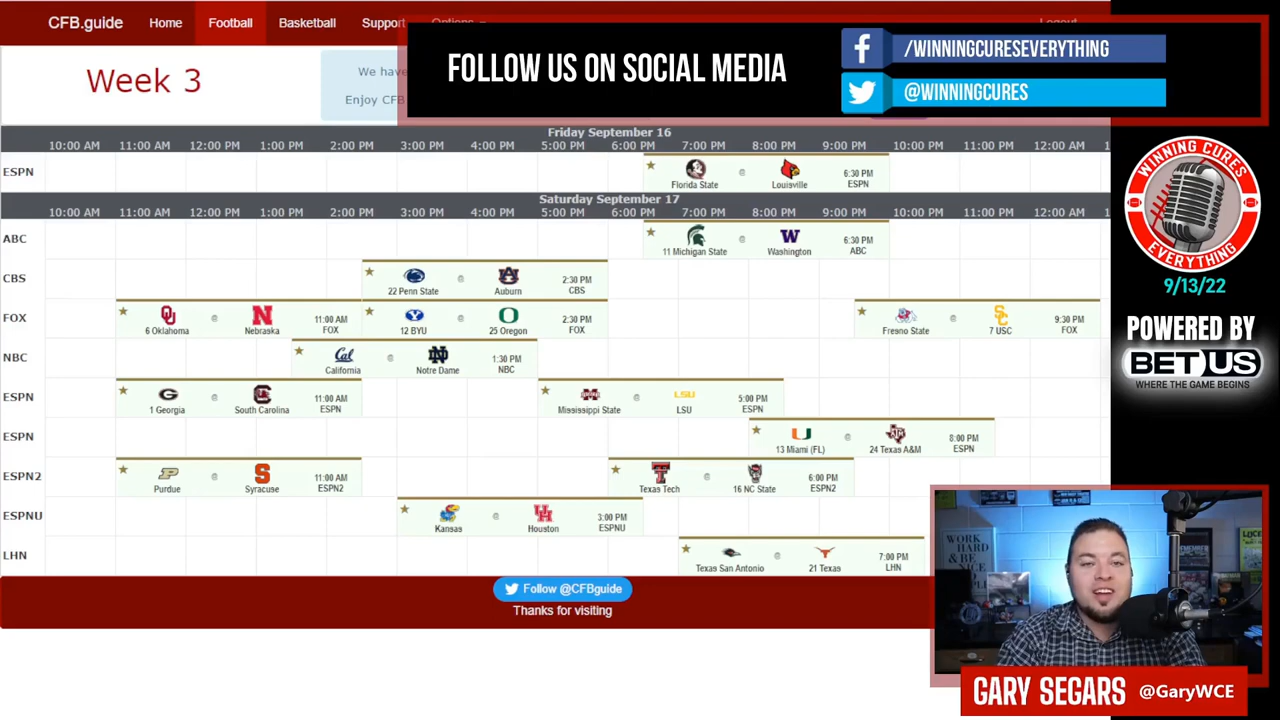 CFB.guide Home Football Basketball Support Options Logout
FOLLOW US ON SOCIAL MEDIA
/WINNINGCURESEVERYTHING
@WINNINGCURES
Week 3
We have
Enjoy CFB
Friday September 16
10:00 AM 11:00 AM 12:00 PM 1:00 PM 2:00 PM 3:00 PM 4:00 PM 5:00 PM 6:00 PM 7:00 PM 8:00 PM 9:00 PM 10:00 PM 11:00 PM 12:00 AM 1
ESPN Florida State @ Louisville 6:30 PM ESPN
Saturday September 17
10:00 AM 11:00 AM 12:00 PM 1:00 PM 2:00 PM 3:00 PM 4:00 PM 5:00 PM 6:00 PM 7:00 PM 8:00 PM 9:00 PM 10:00 PM 11:00 PM 12:00 AM 1
ABC 11 Michigan State @ Washington 6:30 PM ABC
CBS 22 Penn State @ Auburn 2:30 PM CBS
FOX 6 Oklahoma @ Nebraska 11:00 AM FOX 12 BYU @ 25 Oregon 2:30 PM FOX Fresno State @ 7 USC 9:30 PM FOX
NBC California @ Notre Dame 1:30 PM NBC
ESPN 1 Georgia @ South Carolina 11:00 AM ESPN Mississippi State @ LSU 5:00 PM ESPN
ESPN 13 Miami (FL) @ 24 Texas A&M 8:00 PM ESPN
ESPN2 Purdue @ Syracuse 11:00 AM ESPN2 Texas Tech @ 16 NC State 6:00 PM ESPN2
ESPNU Kansas @ Houston 3:00 PM ESPNU
LHN Texas San Antonio @ 21 Texas 7:00 PM LHN
Follow @CFBguide
Thanks for visiting
WINNING CURES
EVERYTHING
9/13/22
POWERED BY
BETUS
WHERE THE GAME BEGINS
WORK
HARD &
BE NICE
GARY SEGARS @GaryWCE